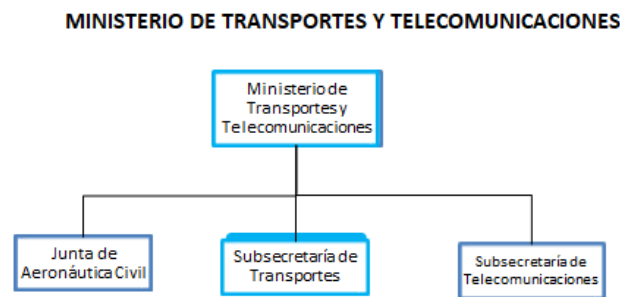 MINISTERIO DE TRANSPORTES Y TELECOMUNICACIONES
Ministerio de
Transportes y
Telecomunicaciones
Junta de
Aeronáutica Civil
Subsecretaría de
Transportes
Subsecretaría de
Telecomunicaciones